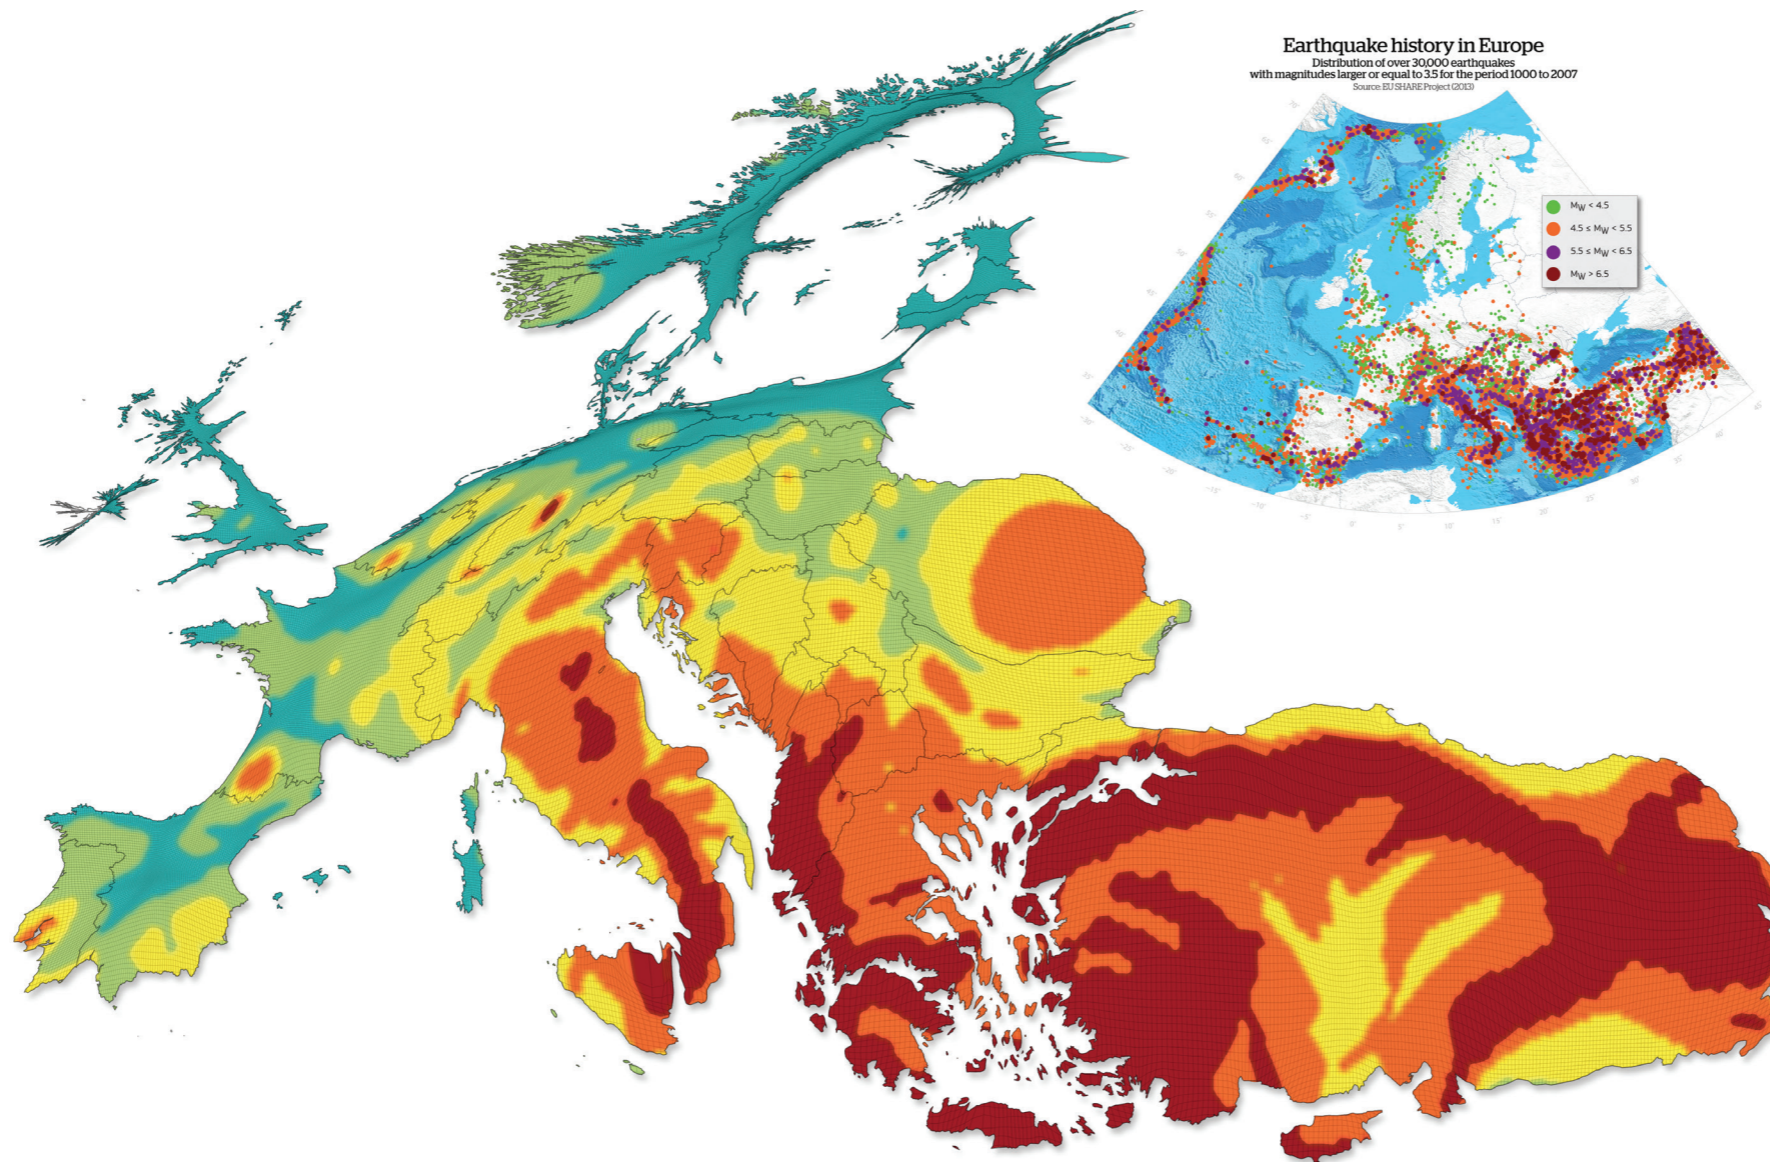 Earthquake history in Europe
Distribution of over 30,000 earthquakes
with magnitudes larger or equal to 3.5 for the period 1000 to 2007
Source: EU SHARE Project (2013)
MW < 4.5
4.5 ≤ MW < 5.5
5.5 ≤ MW < 6.5
MW > 6.5